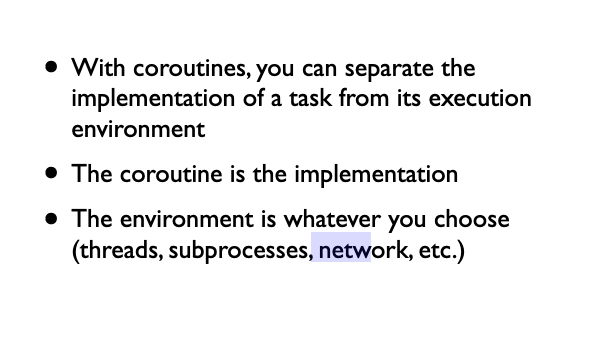 • With coroutines, you can separate the
implementation of a task from its execution
environment
• The coroutine is the implementation
• The environment is whatever you choose
(threads, subprocesses, network, etc.)